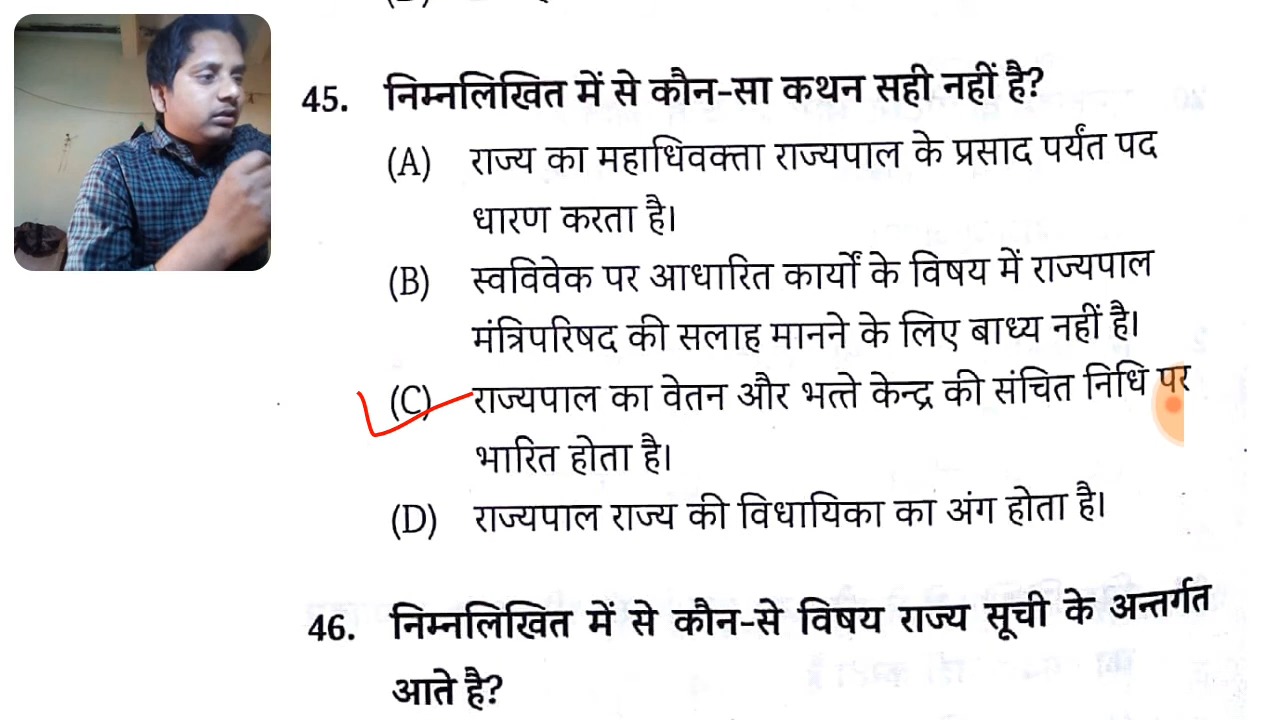 45. निम्नलिखित में से कौन-सा कथन सही नहीं है?
(A) राज्य का महाधिवक्ता राज्यपाल के प्रसाद पर्यंत पद
धारण करता है।
(B) स्वविवेक पर आधारित कार्यों के विषय में राज्यपाल
मंत्रिपरिषद की सलाह मानने के लिए बाध्य नहीं है।
(C) राज्यपाल का वेतन और भत्ते केन्द्र की संचित निधि पर
भारित होता है।
(D) राज्यपाल राज्य की विधायिका का अंग होता है।
46. निम्नलिखित में से कौन-से विषय राज्य सूची के अन्तर्गत
आते है?